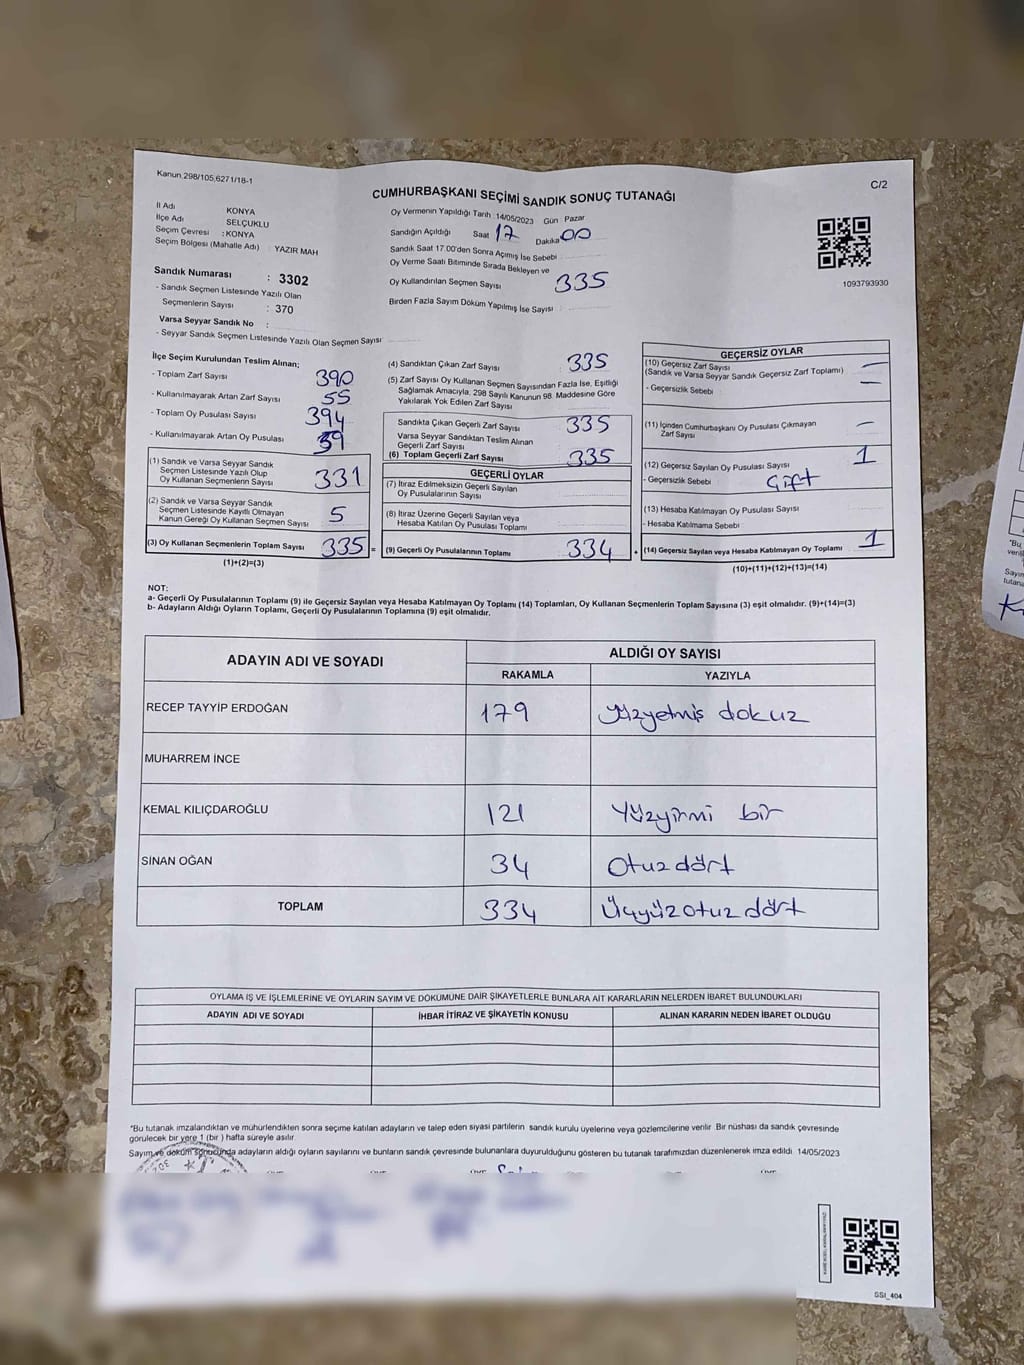 Kanun.298/105,6271/18-1
C/2
CUMHURBAŞKANI SEÇİMİ SANDIK SONUÇ TUTANAĞI
İl Adı KONYA
İlçe Adı SELÇUKLU
Seçim Çevresi : KONYA
Seçim Bölgesi (Mahalle Adı) : YAZIR MAH
Sandık Numarası : 3302
- Sandık Seçmen Listesinde Yazılı Olan
Seçmenlerin Sayısı : 370
Varsa Seyyar Sandık No :
- Seyyar Sandık Seçmen Listesinde Yazılı Olan Seçmen Sayısı
Oy Vermenin Yapıldığı Tarih :14/05/2023 Gün : Pazar
Sandığın Açıldığı Saat 17 Dakika 00
Sandık Saat 17.00'den Sonra Açımış İse Sebebi
Oy Verme Saati Bitiminde Sırada Bekleyen ve
Oy Kullandırılan Seçmen Sayısı 335
Birden Fazla Sayım Döküm Yapılmış İse Sayısı :
1093793930
İlçe Seçim Kurulundan Teslim Alınan;
- Toplam Zarf Sayısı 390
- Kullanılmayarak Artan Zarf Sayısı 55
- Toplam Oy Pusulası Sayısı 394
- Kullanılmayarak Artan Oy Pusulası 59
(1) Sandık ve Varsa Seyyar Sandık
Seçmen Listesinde Yazılı Olup
Oy Kullanan Seçmenlerin Sayısı 331
(2) Sandık ve Varsa Seyyar Sandık
Seçmen Listesinde Kayıtlı Olmayan
Kanun Gereği Oy Kullanan Seçmen Sayısı 5
(3) Oy Kullanan Seçmenlerin Toplam Sayısı 335 =
(1)+(2)=(3)
(4) Sandıktan Çıkan Zarf Sayısı : 335
(5) Zarf Sayısı Oy Kullanan Seçmen Sayısından Fazla İse, Eşitliği
Sağlamak Amacıyla, 298 Sayılı Kanunun 98. Maddesine Göre
Yakılarak Yok Edilen Zarf Sayısı
Sandıkta Çıkan Geçerli Zarf Sayısı 335
Varsa Seyyar Sandıktan Teslim Alınan
Geçerli Zarf Sayısı
(6) Toplam Geçerli Zarf Sayısı 335
GEÇERLİ OYLAR
(7) İtiraz Edilmeksizin Geçerli Sayılan
Oy Pusulalarının Sayısı
(8) İtiraz Üzerine Geçerli Sayılan veya
Hesaba Katılan Oy Pusulası Toplamı
(9) Geçerli Oy Pusulalarının Toplamı 334 +
GEÇERSİZ OYLAR
(10) Geçersiz Zarf Sayısı –
(Sandık ve Varsa Seyyar Sandık Geçersiz Zarf Toplamı)
- Geçersizlik Sebebi : –
(11) İçinden Cumhurbaşkanı Oy Pusulası Çıkmayan –
Zarf Sayısı
(12) Geçersiz Sayılan Oy Pusulası Sayısı 1
- Geçersizlik Sebebi Çift
(13) Hesaba Katılmayan Oy Pusulası Sayısı
- Hesaba Katılmama Sebebi
(14) Geçersiz Sayılan veya Hesaba Katılmayan Oy Toplamı 1
(10)+(11)+(12)+(13)=(14)
NOT:
a- Geçerli Oy Pusulalarının Toplamı (9) ile Geçersiz Sayılan veya Hesaba Katılmayan Oy Toplamı (14) Toplamları, Oy Kullanan Seçmenlerin Toplam Sayısına (3) eşit olmalıdır. (9)+(14)=(3)
b- Adayların Aldığı Oyların Toplamı, Geçerli Oy Pusulalarının Toplamına (9) eşit olmalıdır.
ADAYIN ADI VE SOYADI ALDIĞI OY SAYISI
RAKAMLA YAZIYLA
RECEP TAYYİP ERDOĞAN 179 Yüzyetmiş dokuz
MUHARREM İNCE
KEMAL KILIÇDAROĞLU 121 Yüzyirmi bir
SİNAN OĞAN 34 Otuz dört
TOPLAM 334 Üçyüzotuz dört
OYLAMA İŞ VE İŞLEMLERİNE VE OYLARIN SAYIM VE DÖKÜMÜNE DAİR ŞİKAYETLERLE BUNLARA AİT KARARLARIN NELERDEN İBARET BULUNDUKLARI
ADAYIN ADI VE SOYADI İHBAR İTİRAZ VE ŞİKAYETİN KONUSU ALINAN KARARIN NEDEN İBARET OLDUĞU
*Bu tutanak imzalandıktan ve mühürlendikten sonra seçime katılan adayların ve talep eden siyasi partilerin sandık kurulu üyelerine veya gözlemcilerine verilir. Bir nüshası da sandık çevresinde
görülecek bir yere 1 (bir) hafta süreyle asılır.
Sayım ve döküm sonucunda adayların aldığı oyların sayılarını ve bunların sandık çevresinde bulunanlara duyurulduğunu gösteren bu tutanak tarafımızdan düzenlenerek imza edildi. 14/05/2023
SSI_404